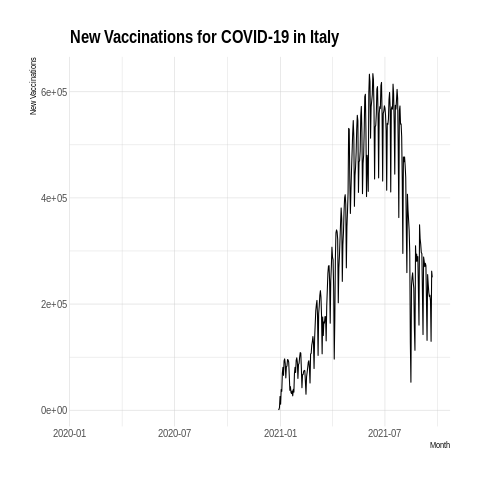 New Vaccinations for COVID-19 in Italy
New Vaccinations
6e+05
4e+05
2e+05
0e+00
2020-01 2020-07 2021-01 2021-07
Month